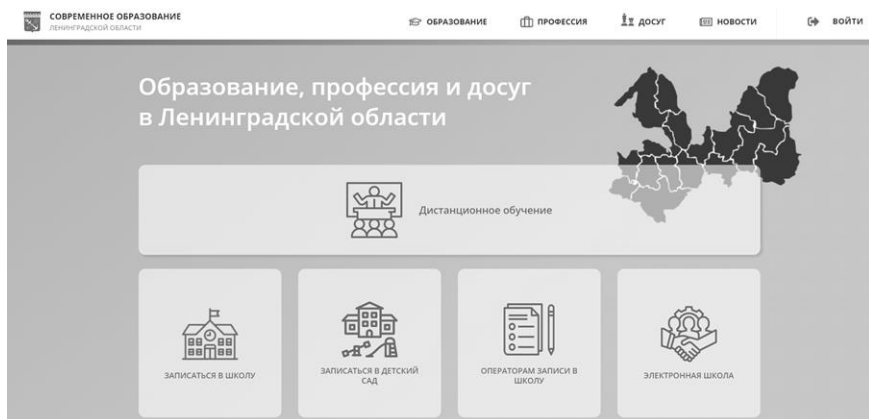 СОВРЕМЕННОЕ ОБРАЗОВАНИЕ
ЛЕНИНГРАДСКОЙ ОБЛАСТИ
ОБРАЗОВАНИЕ
ПРОФЕССИЯ
ДОСУГ
НОВОСТИ
ВОЙТИ
Образование, профессия и досуг
в Ленинградской области
Дистанционное обучение
ЗАПИСАТЬСЯ В ШКОЛУ
ЗАПИСАТЬСЯ В ДЕТСКИЙ
САД
ОПЕРАТОРАМ ЗАПИСИ В
ШКОЛУ
ЭЛЕКТРОННАЯ ШКОЛА